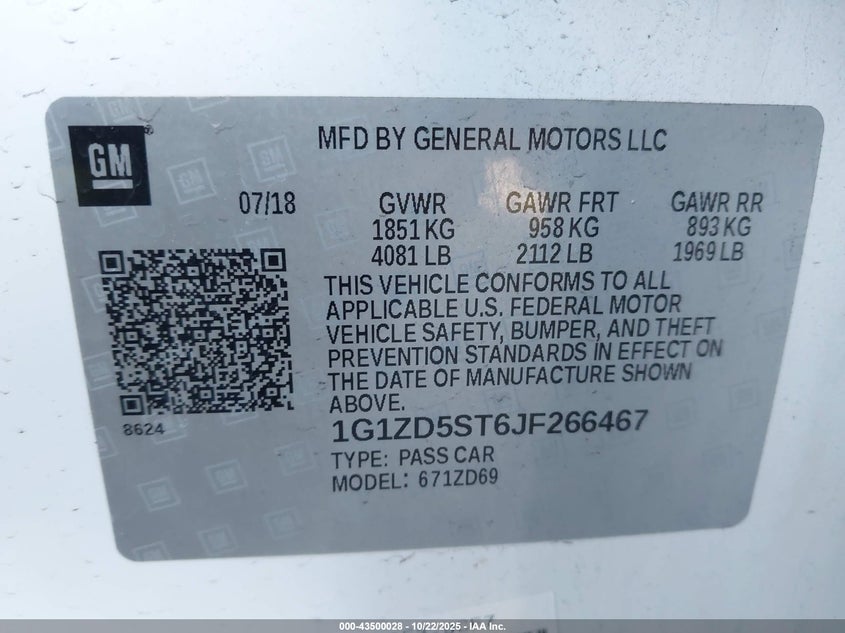 GM
MFD BY GENERAL MOTORS LLC
07/18 GVWR GAWR FRT GAWR RR
1851 KG 958 KG 893 KG
4081 LB 2112 LB 1969 LB
THIS VEHICLE CONFORMS TO ALL
APPLICABLE U.S. FEDERAL MOTOR
VEHICLE SAFETY, BUMPER, AND THEFT
PREVENTION STANDARDS IN EFFECT ON
THE DATE OF MANUFACTURE SHOWN
ABOVE.
8624
1G1ZD5ST6JF266467
TYPE: PASS CAR
MODEL: 671ZD69
000-43500028 - 10/22/2025 - IAA Inc.